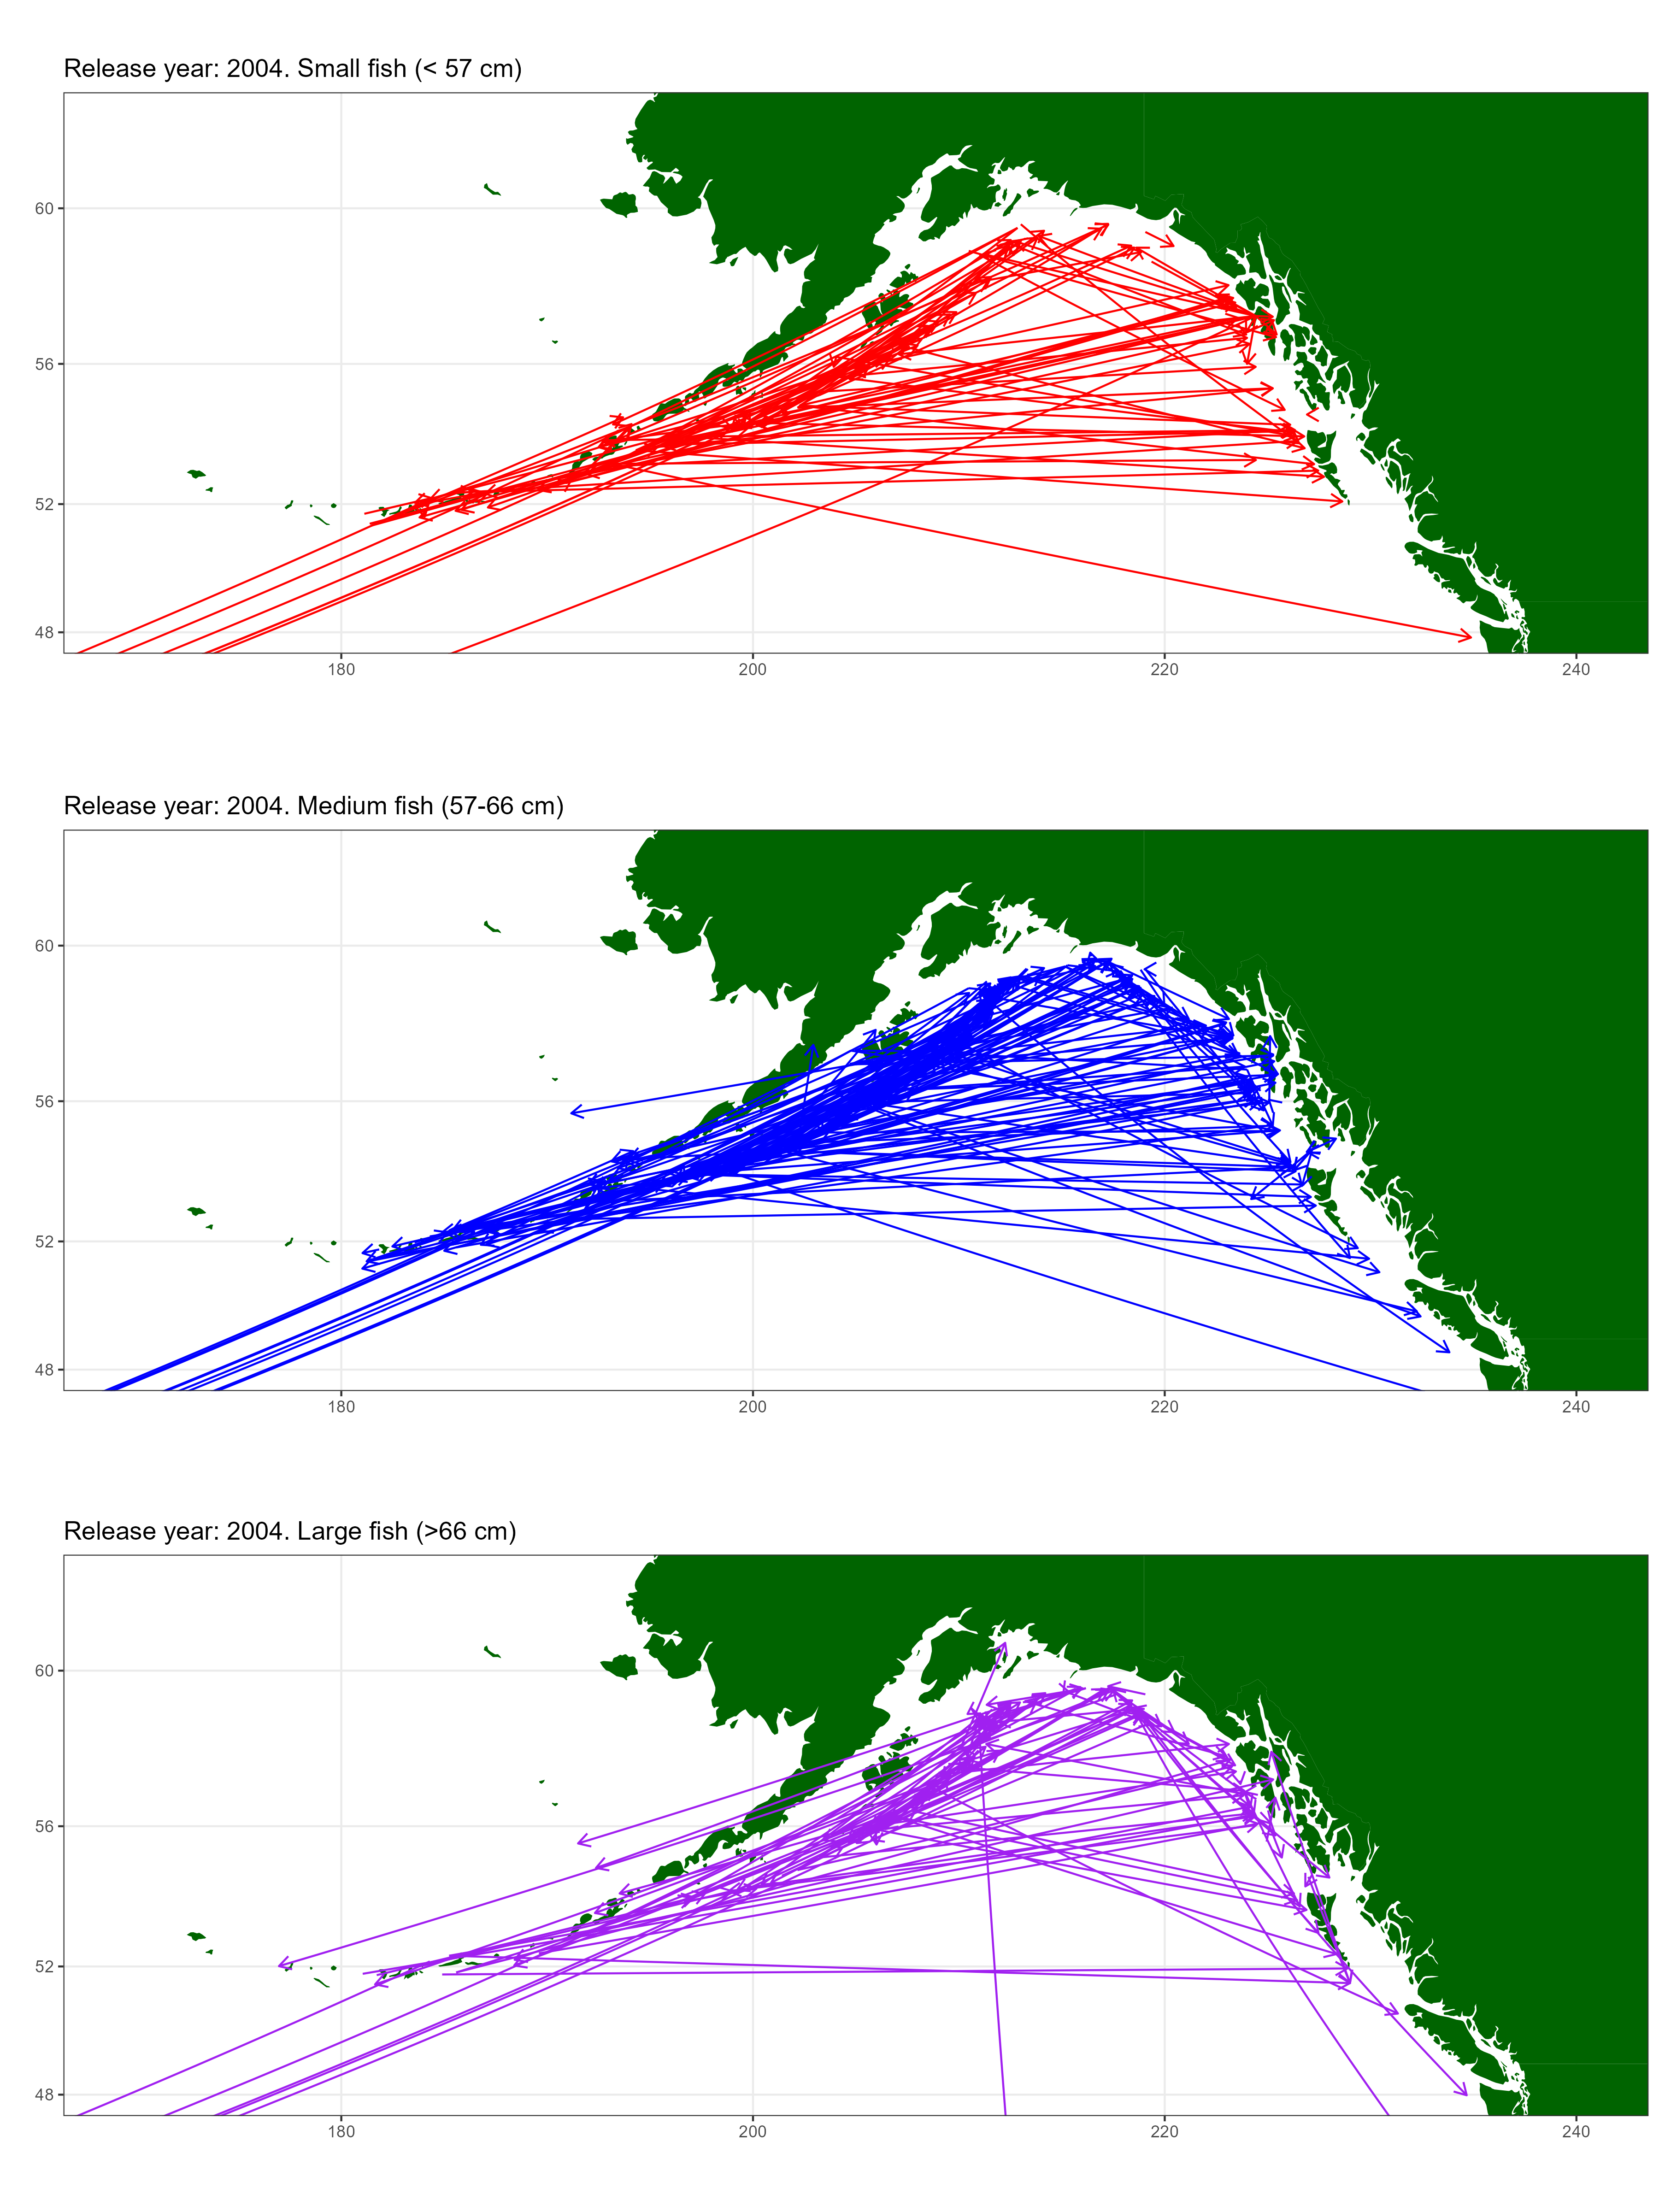 Release year: 2004. Small fish (< 57 cm)
60
56
52
48
180 200 220 240
Release year: 2004. Medium fish (57-66 cm)
60
56
52
48
180 200 220 240
Release year: 2004. Large fish (>66 cm)
60
56
52
48
180 200 220 240